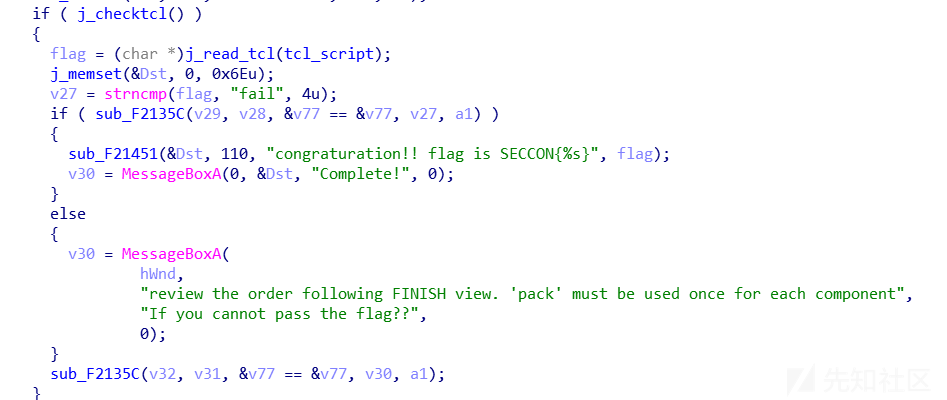 if ( j_checktcl() )
{
flag = (char *)j_read_tcl(tcl_script);
j_memset(&Dst, 0, 0x6Eu);
v27 = strncmp(flag, "fail", 4u);
if ( sub_F2135C(v29, v28, &v77 == &v77, v27, a1) )
{
sub_F21451(&Dst, 110, "congraturation!! flag is SECCON{%s}", flag);
v30 = MessageBoxA(0, &Dst, "Complete!", 0);
}
else
{
v30 = MessageBoxA(
hWnd,
"review the order following FINISH view. 'pack' must be used once for each component",
"If you cannot pass the flag??",
0);
}
sub_F2135C(v32, v31, &v77 == &v77, v30, a1);
}
先知社区